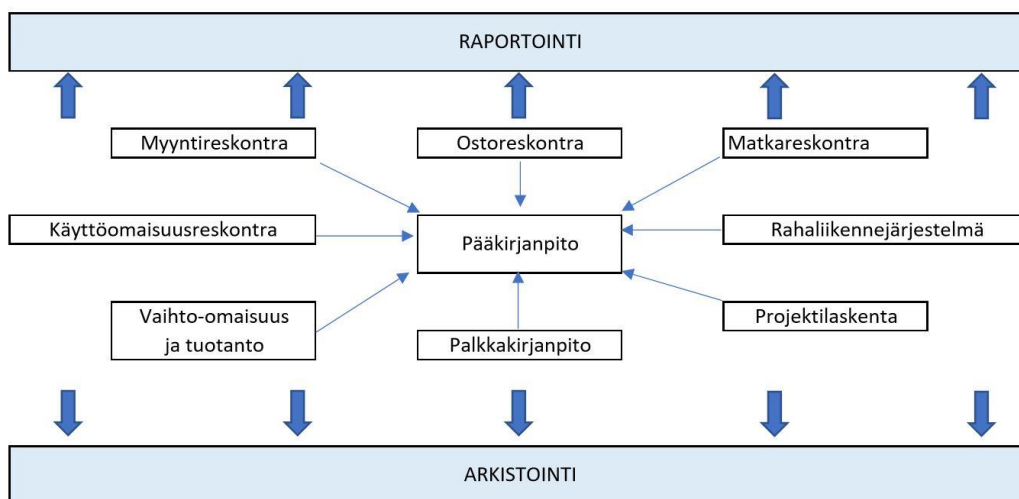 RAPORTOINTI
Myyntireskontra
Ostoreskontra
Matkareskontra
Käyttöomaisuusreskontra
Pääkirjanpito
Rahaliikennejärjestelmä
Vaihto-omaisuus
ja tuotanto
Palkkakirjanpito
Projektilaskenta
ARKISTOINTI